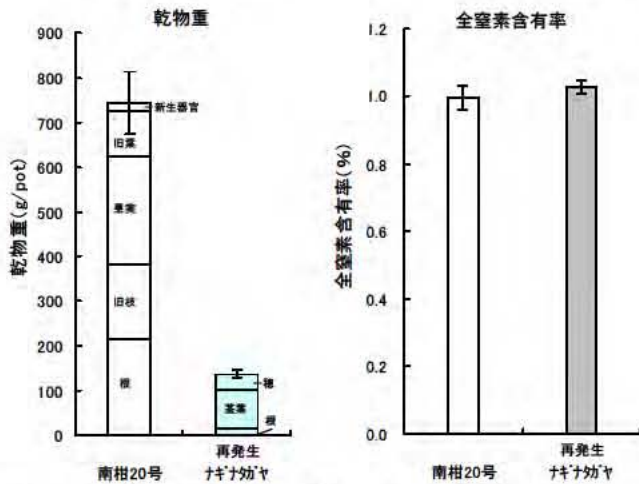 乾物重
乾物重(g/pot)
900
800
700
600
500
400
300
200
100
0
新生器官
旧葉
果実
旧枝
根
穂
茎葉
根
南柑20号
再発生
ﾅｷﾞﾅﾀｶﾞﾔ
全窒素含有率
全窒素含有率(%)
1.2
1.0
0.8
0.6
0.4
0.2
0.0
南柑20号
再発生
ﾅｷﾞﾅﾀｶﾞﾔ